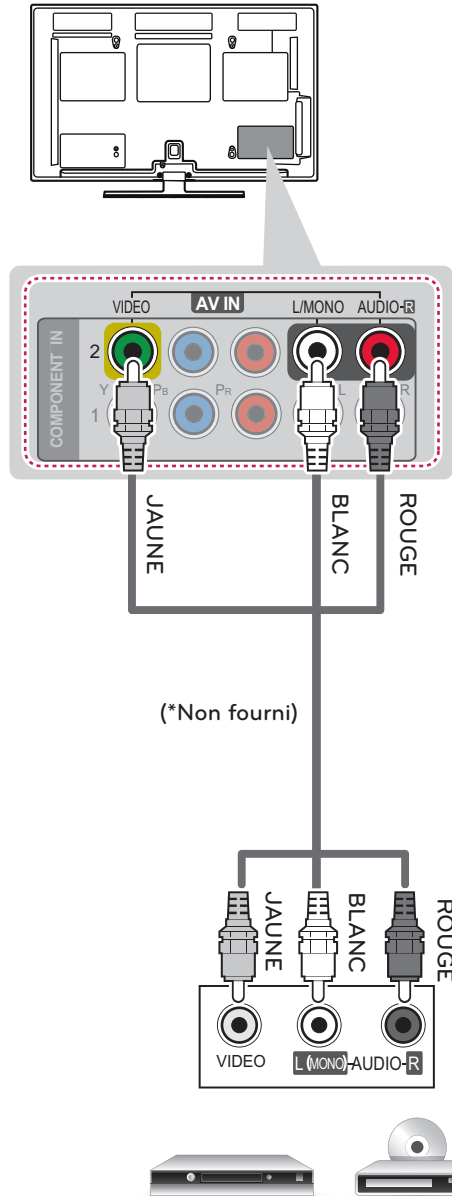 VIDEO AV IN L/MONO AUDIO-R
COMPONENT IN
2
Y PB PR L R
1
JAUNE
BLANC
ROUGE
(*Non fourni)
JAUNE
BLANC
ROUGE
VIDEO L(MONO)-AUDIO-R